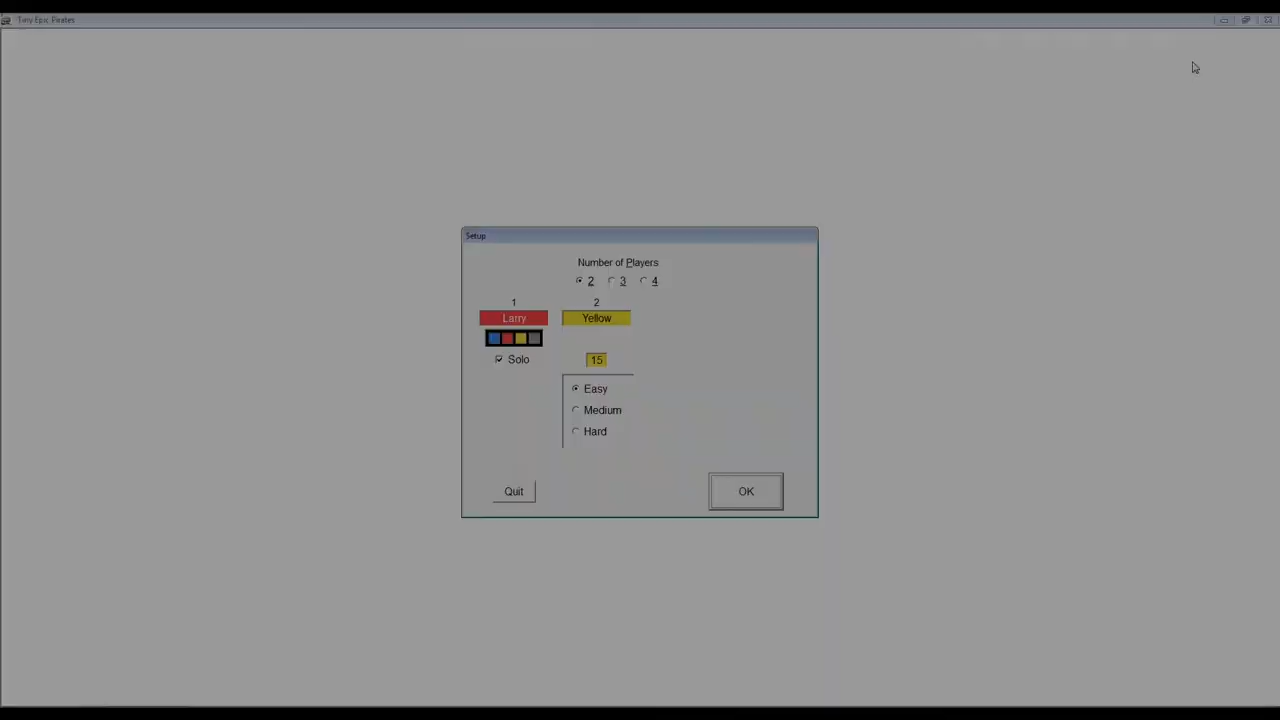 Tiny Epic Pirates
Setup
Number of Players
2 3 4
1 2
Larry Yellow
Solo 15
Easy
Medium
Hard
Quit OK